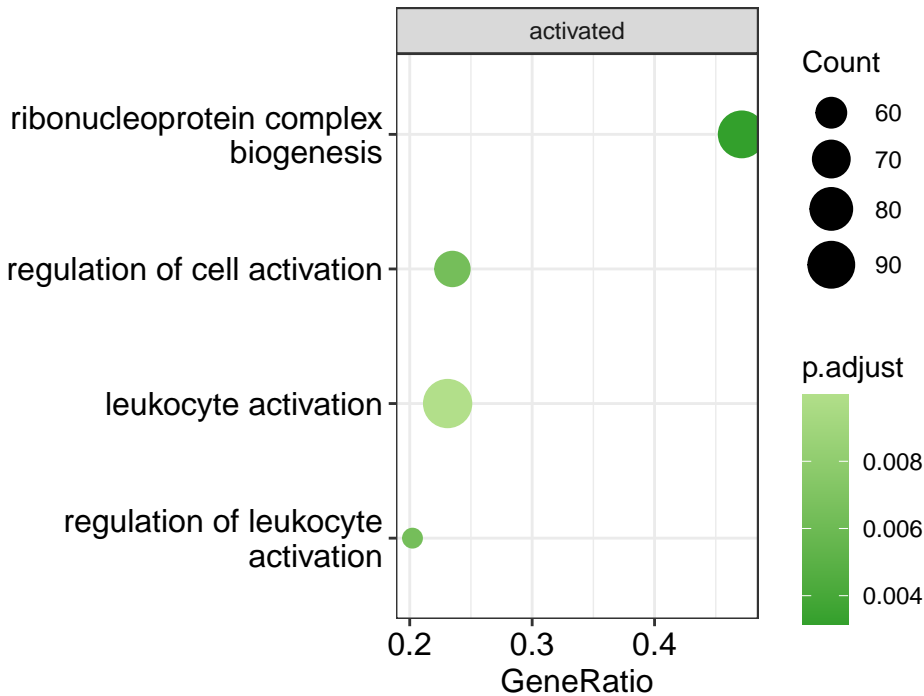 activated
ribonucleoprotein complex
biogenesis
regulation of cell activation
leukocyte activation
regulation of leukocyte
activation
0.2 0.3 0.4
GeneRatio
Count
60
70
80
90
p.adjust
0.008
0.006
0.004